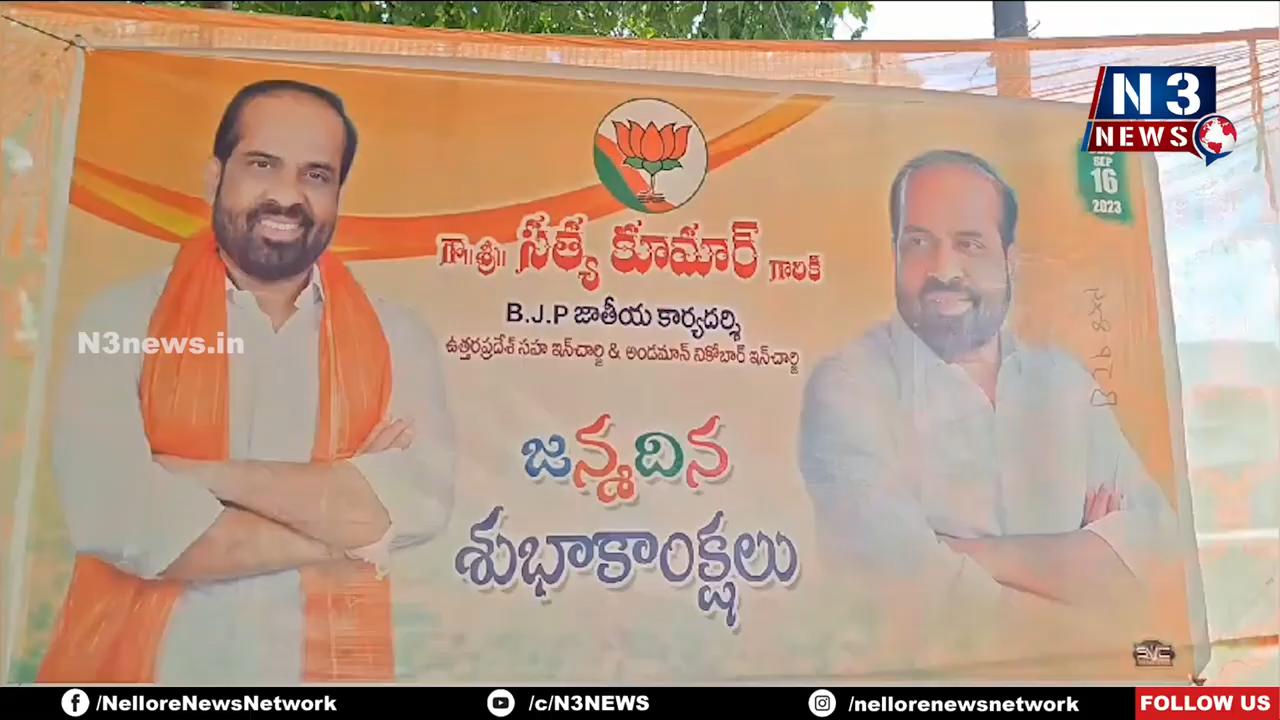 N3
NEWS
SEP
16
2023
గౌ||శ్రీ|| సత్య కుమార్ గారికి
B.J.P జాతీయ కార్యదర్శి
ఉత్తరప్రదేశ్ సహ ఇన్‌చార్జి & అండమాన్ నికోబార్ ఇన్‌చార్జి
N3news.in
జన్మదిన
శుభాకాంక్షలు
/NelloreNewsNetwork
/c/N3NEWS
/nellorenewsnetwork
FOLLOW US